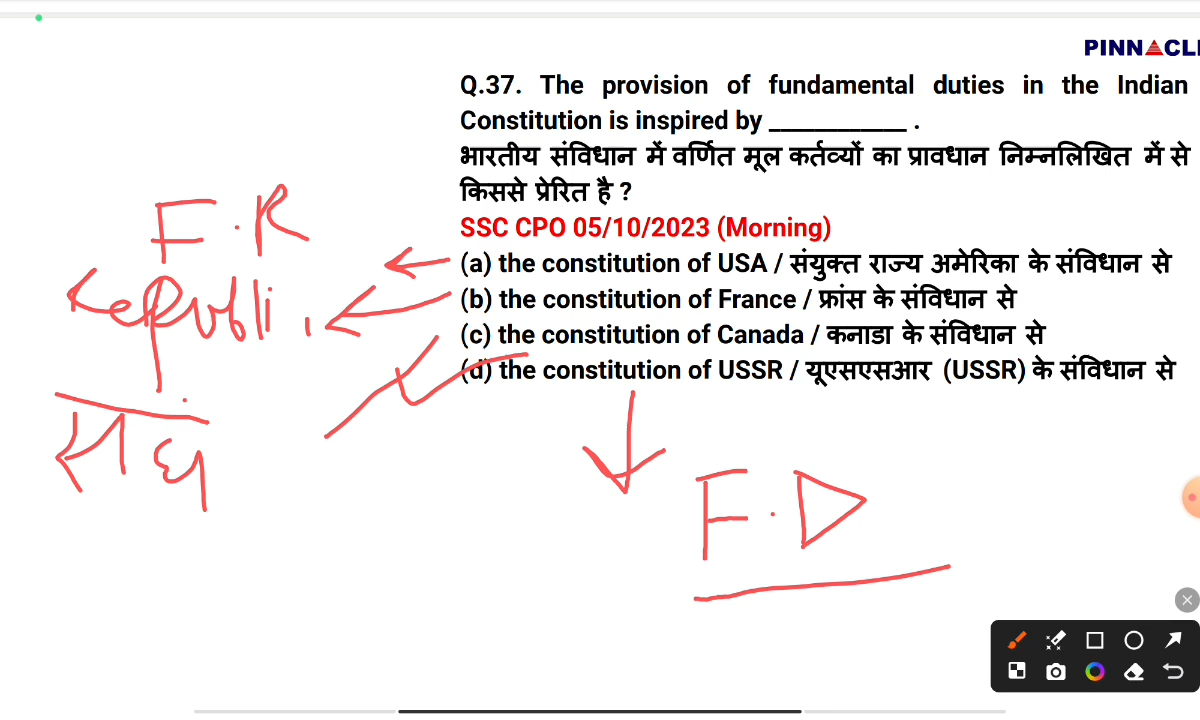 PINNACLE
Q.37. The provision of fundamental duties in the Indian
Constitution is inspired by ___________ .
भारतीय संविधान में वर्णित मूल कर्तव्यों का प्रावधान निम्नलिखित में से
किससे प्रेरित है ?
SSC CPO 05/10/2023 (Morning)
(a) the constitution of USA / संयुक्त राज्य अमेरिका के संविधान से
(b) the constitution of France / फ्रांस के संविधान से
(c) the constitution of Canada / कनाडा के संविधान से
(d) the constitution of USSR / यूएसएसआर (USSR) के संविधान से
F.R
Republi
संघ
F.D